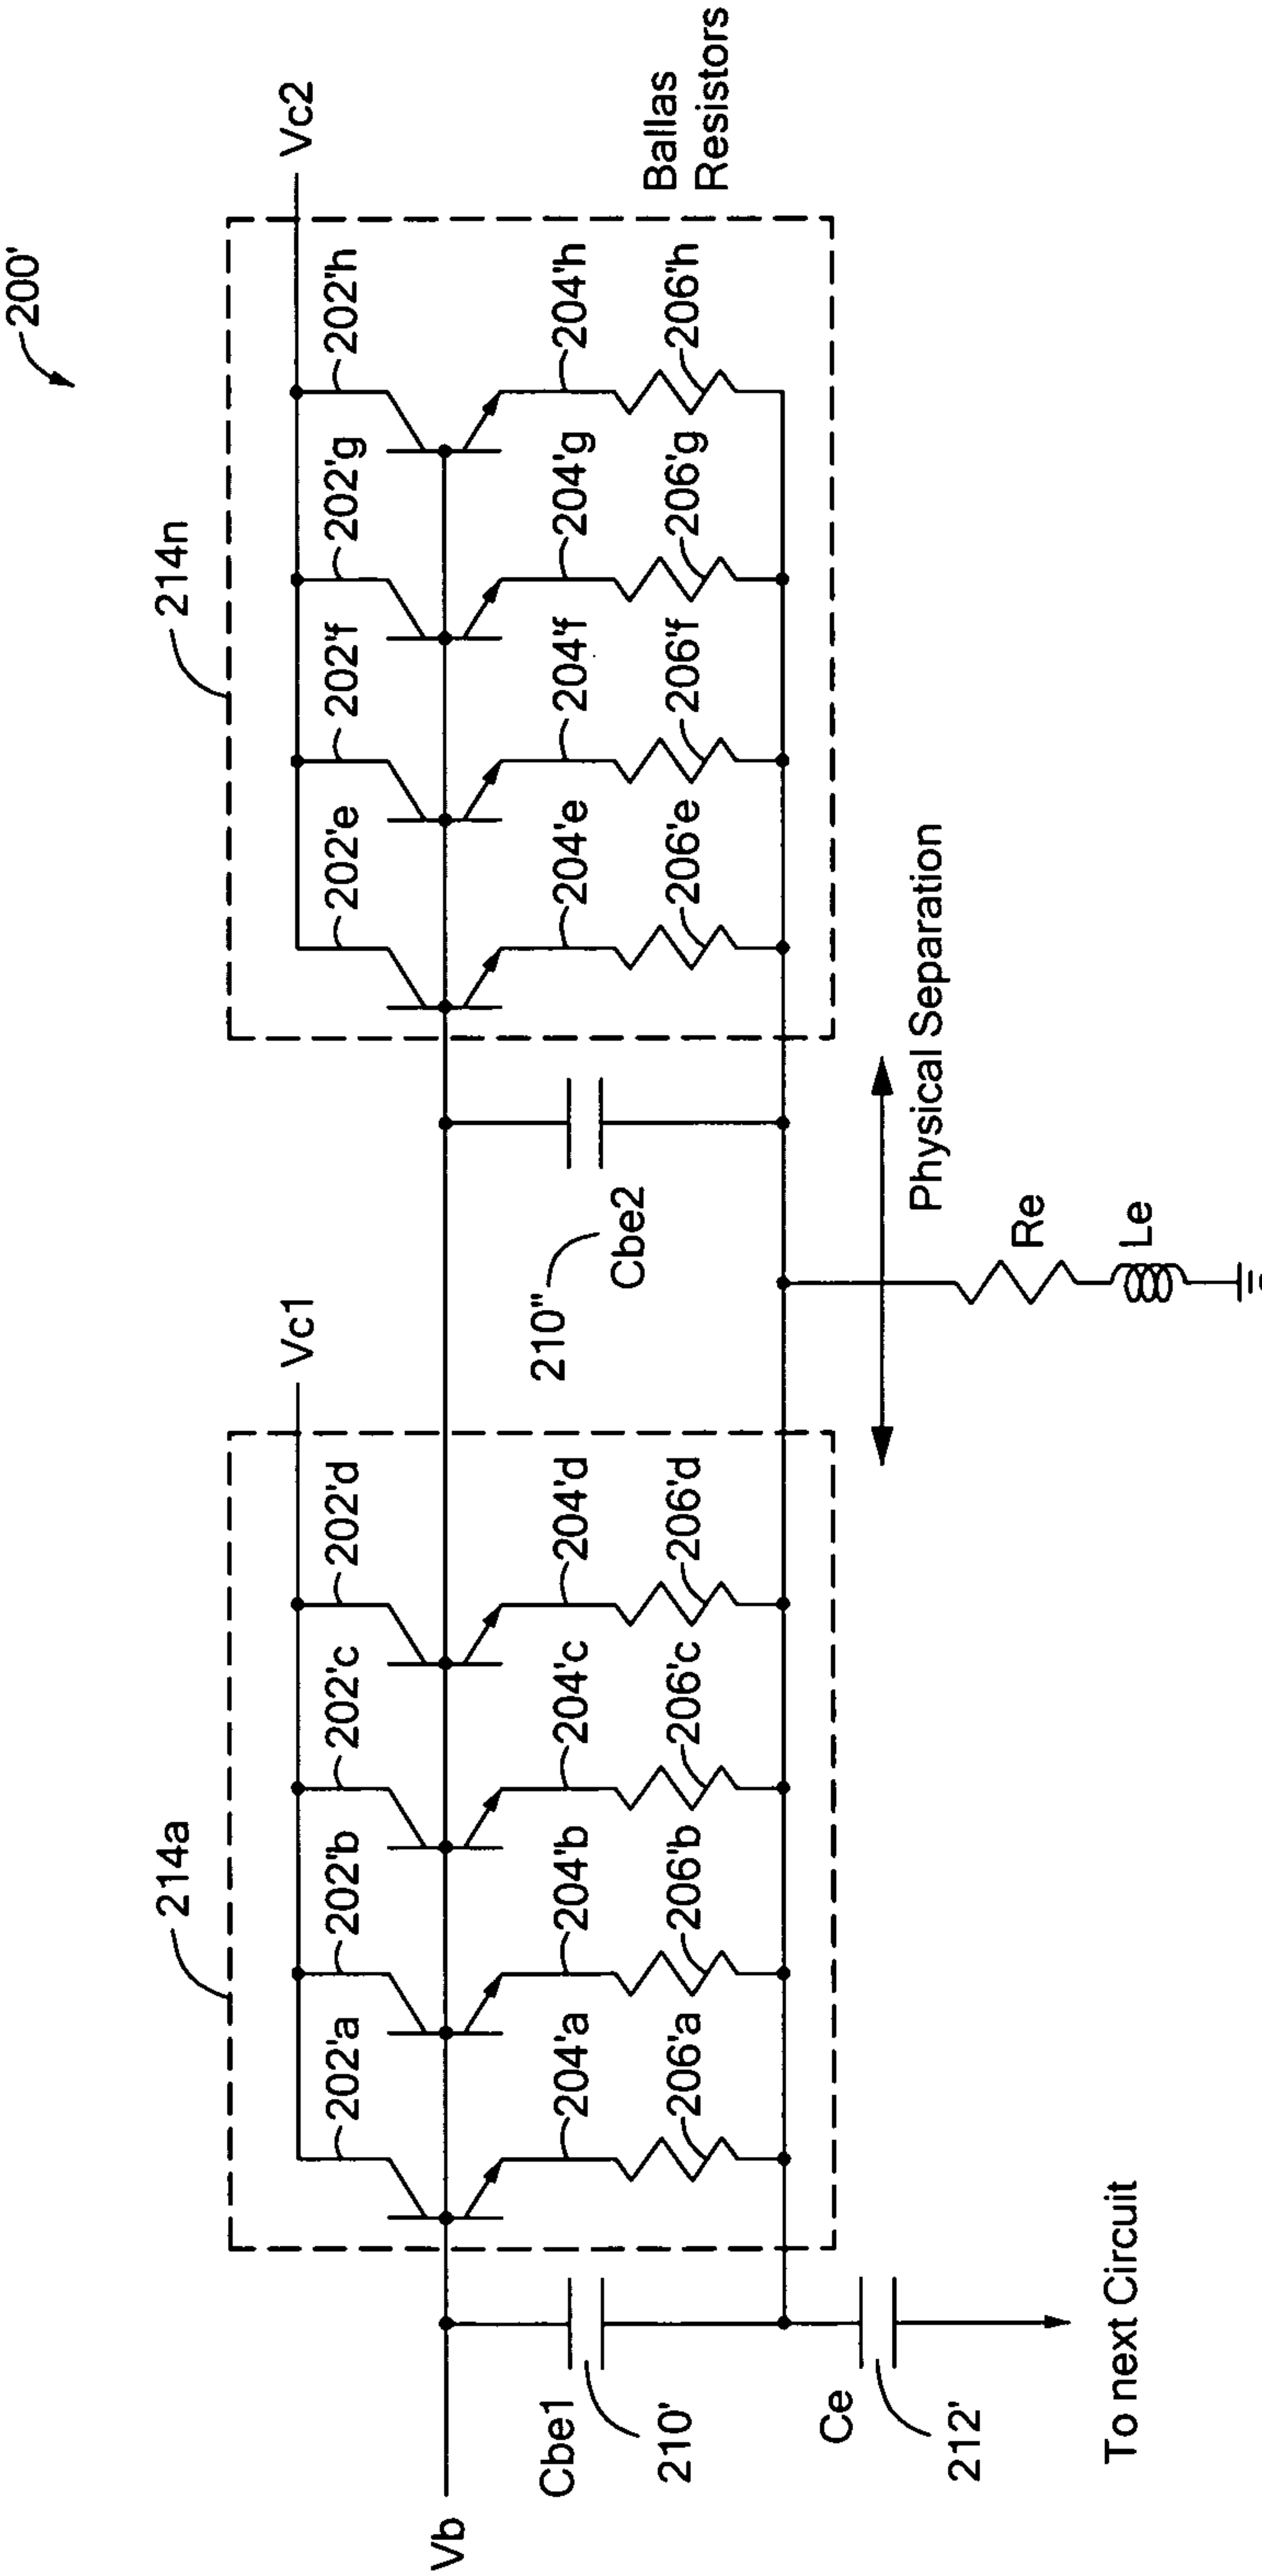 200'
214a
214n
Vc1
Vc2
202'a
202'b
202'c
202'd
202'e
202'f
202'g
202'h
Vb
204'a
204'b
204'c
204'd
204'e
204'f
204'g
204'h
Ballas
Resistors
206'a
206'b
206'c
206'd
206'e
206'f
206'g
206'h
Cbe1
210'
210"
Cbe2
Ce
212'
Physical Separation
Re
Le
To next Circuit